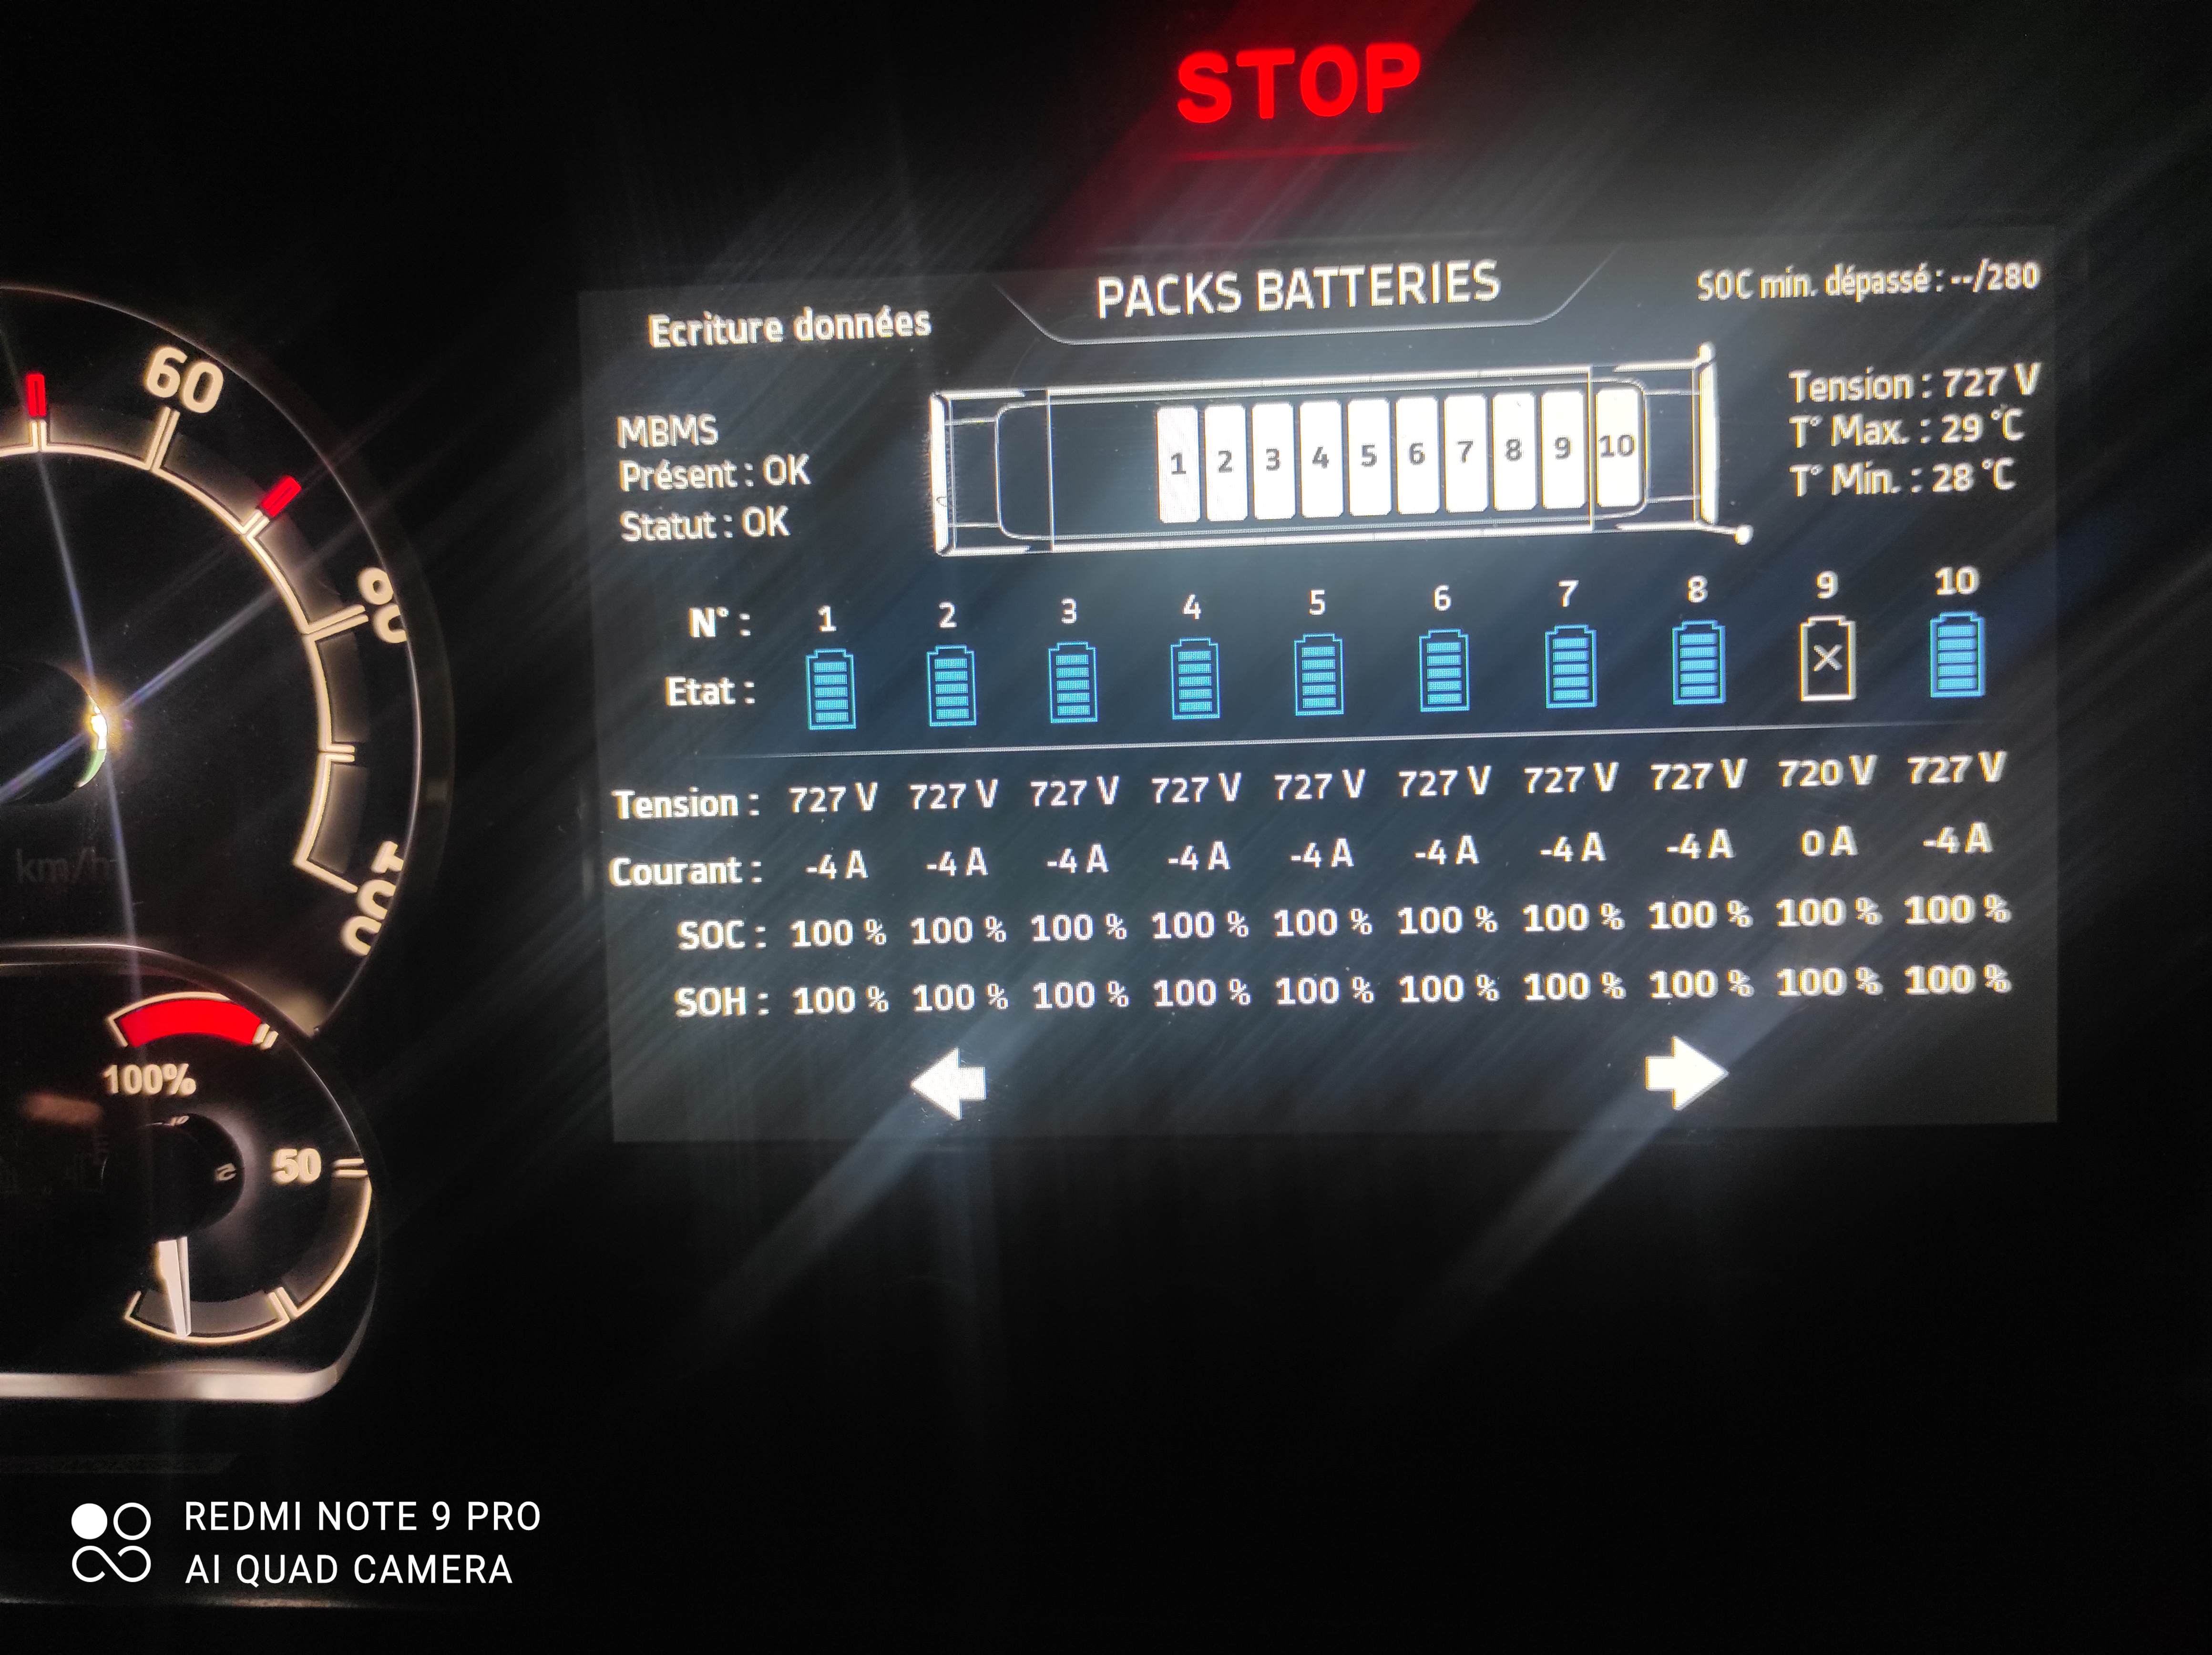 STOP
PACKS BATTERIES
SOC min. dépassé : --/280
Ecriture données
MBMS
Présent : OK
Statut : OK
1 2 3 4 5 6 7 8 9 10
Tension : 727 V
T° Max. : 29 °C
T° Min. : 28 °C
N° : 1 2 3 4 5 6 7 8 9 10
Etat :
Tension : 727 V 727 V 727 V 727 V 727 V 727 V 727 V 727 V 720 V 727 V
Courant : -4 A -4 A -4 A -4 A -4 A -4 A -4 A -4 A 0 A -4 A
SOC : 100 % 100 % 100 % 100 % 100 % 100 % 100 % 100 % 100 % 100 %
SOH : 100 % 100 % 100 % 100 % 100 % 100 % 100 % 100 % 100 % 100 %
60
80
100
km/h
100%
50
REDMI NOTE 9 PRO
AI QUAD CAMERA